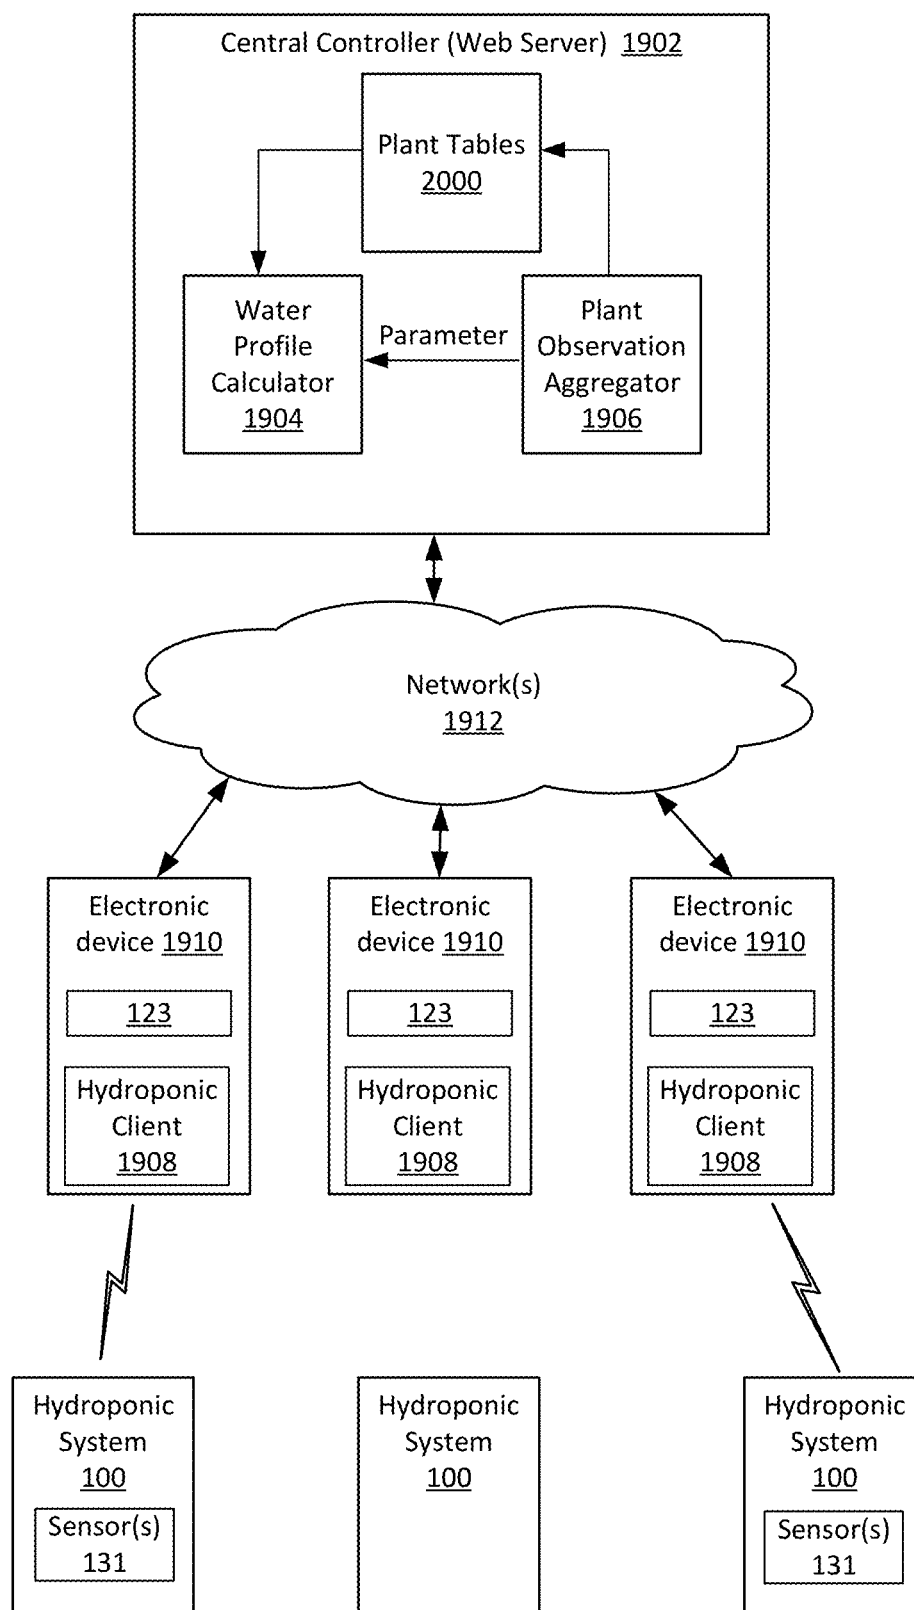 Central Controller (Web Server) 1902
Plant Tables
2000
Water
Profile
Calculator
1904
Parameter
Plant
Observation
Aggregator
1906
Network(s)
1912
Electronic
device 1910
123
Hydroponic
Client
1908
Electronic
device 1910
123
Hydroponic
Client
1908
Electronic
device 1910
123
Hydroponic
Client
1908
Hydroponic
System
100
Sensor(s)
131
Hydroponic
System
100
Hydroponic
System
100
Sensor(s)
131